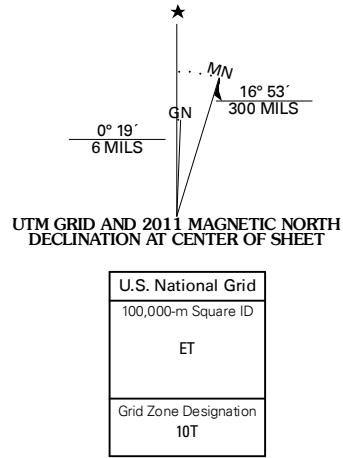 ★
MN
GN
16° 53´
300 MILS
0° 19´
6 MILS
UTM GRID AND 2011 MAGNETIC NORTH
DECLINATION AT CENTER OF SHEET
U.S. National Grid
100,000-m Square ID
ET
Grid Zone Designation
10T